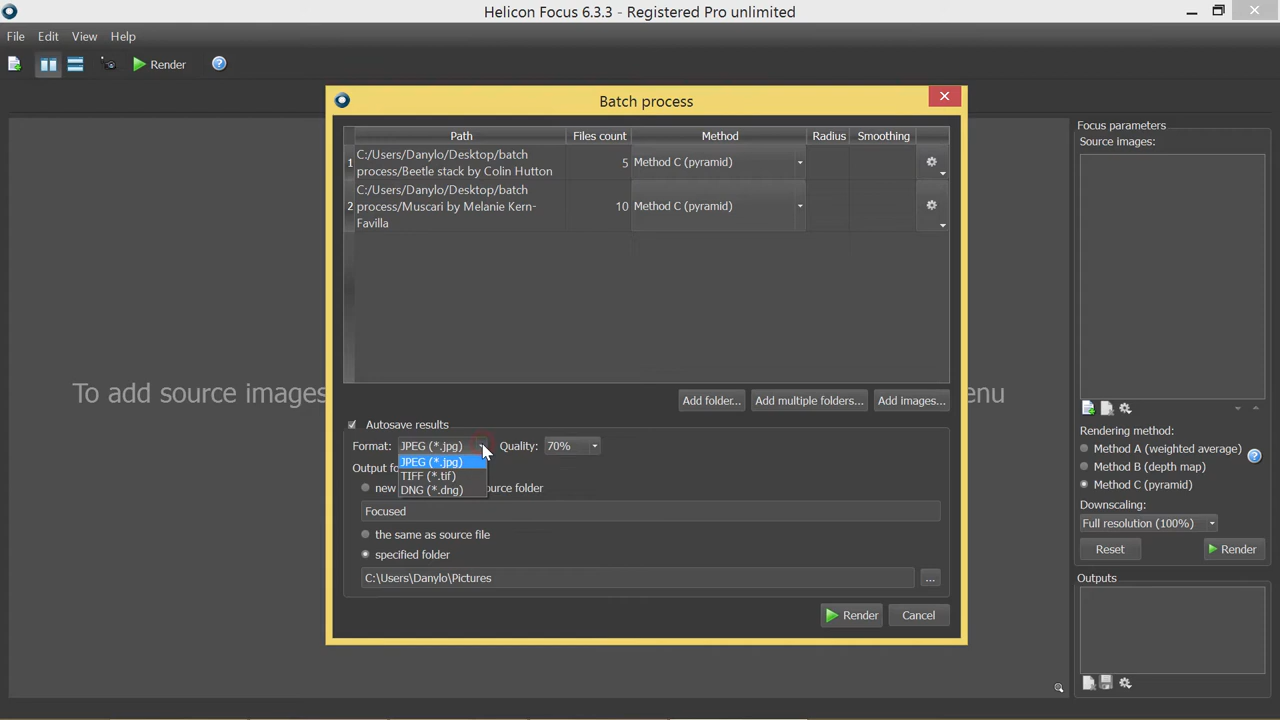 Helicon Focus 6.3.3 - Registered Pro unlimited
File Edit View Help
Render
Batch process
Path Files count Method Radius Smoothing
1 C:/Users/Danylo/Desktop/batch
process/Beetle stack by Colin Hutton
5 Method C (pyramid)
2 C:/Users/Danylo/Desktop/batch
process/Muscari by Melanie Kern-
Favilla
10 Method C (pyramid)
To add source images
enu
Add folder... Add multiple folders... Add images...
Autosave results
Format: JPEG (*.jpg) Quality: 70%
JPEG (*.jpg)
TIFF (*.tif)
DNG (*.dng)
Output fo
new
ource folder
Focused
the same as source file
specified folder
C:\Users\Danylo\Pictures
...
Render Cancel
Focus parameters
Source images:
Rendering method:
Method A (weighted average)
Method B (depth map)
Method C (pyramid)
Downscaling:
Full resolution (100%)
Reset Render
Outputs